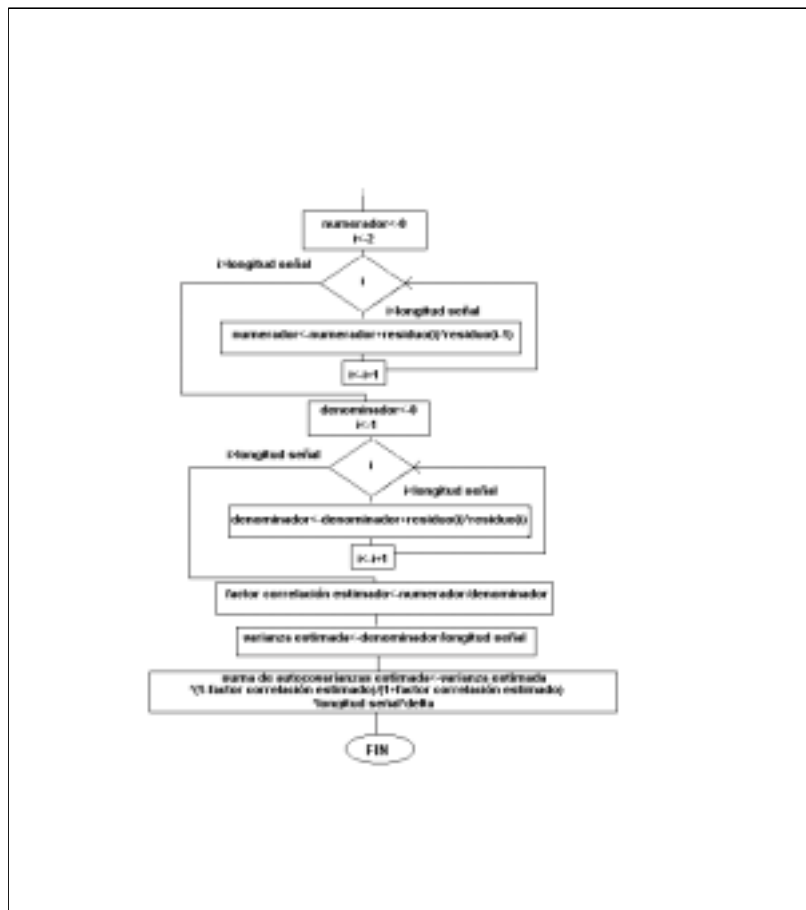 numerador<-0
i<-2
i>longitud señal
i
i<longitud señal
numerador<-numerador+residuo(i)*residuo(i-1)
i<-i+1
denominador<-0
i<-1
i>longitud señal
i
i<longitud señal
denominador<-denominador+residuo(i)*residuo(i)
i<-i+1
factor correlación estimado<-numerador/denominador
varianza estimada<-denominador/longitud señal
suma de autocovarianzas estimada<-varianza estimada
*(1-factor correlación estimado)/(1+factor correlación estimado)
*longitud señal*delta
FIN